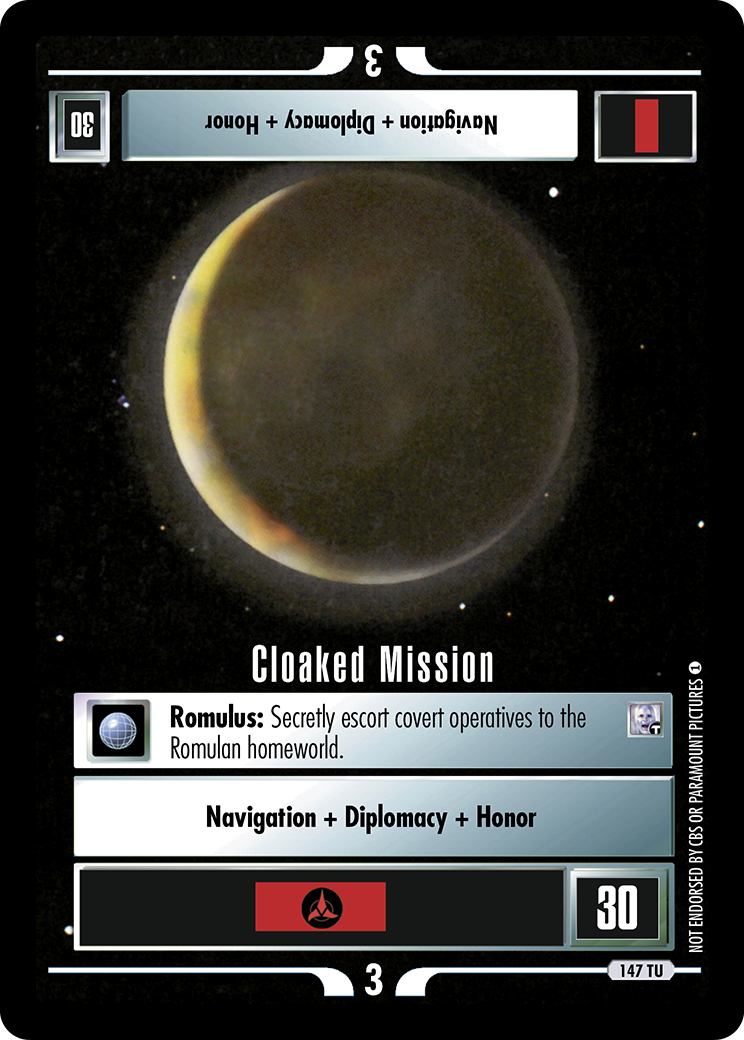 3
30
Navigation + Diplomacy + Honor
Cloaked Mission
Romulus: Secretly escort covert operatives to the
Romulan homeworld.
T
Navigation + Diplomacy + Honor
30
3
147 TU
NOT ENDORSED BY CBS OR PARAMOUNT PICTURES 1